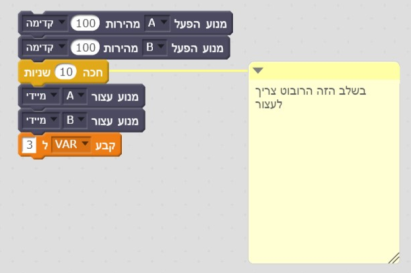 מנוע הפעל A מהירות 100 קדימה
מנוע הפעל B מהירות 100 קדימה
חכה 10 שניות
מנוע עצור A מיידי
מנוע עצור B מיידי
קבע VAR ל 3
בשלב הזה הרובוט צריך
לעצור